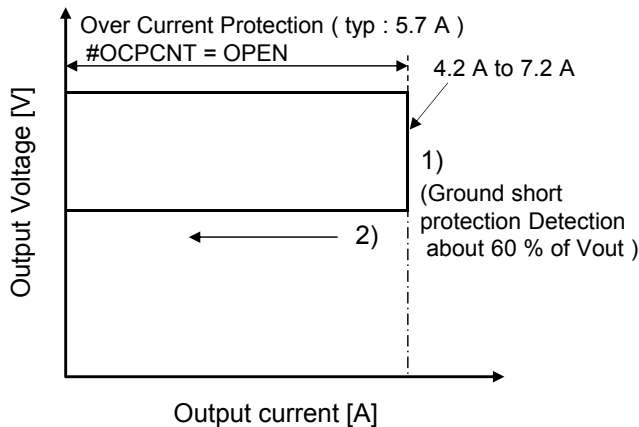 Over Current Protection ( typ : 5.7 A )
#OCPCNT = OPEN
4.2 A to 7.2 A
1)
(Ground short
protection Detection
about 60 % of Vout )
2)
Output Voltage [V]
Output current [A]